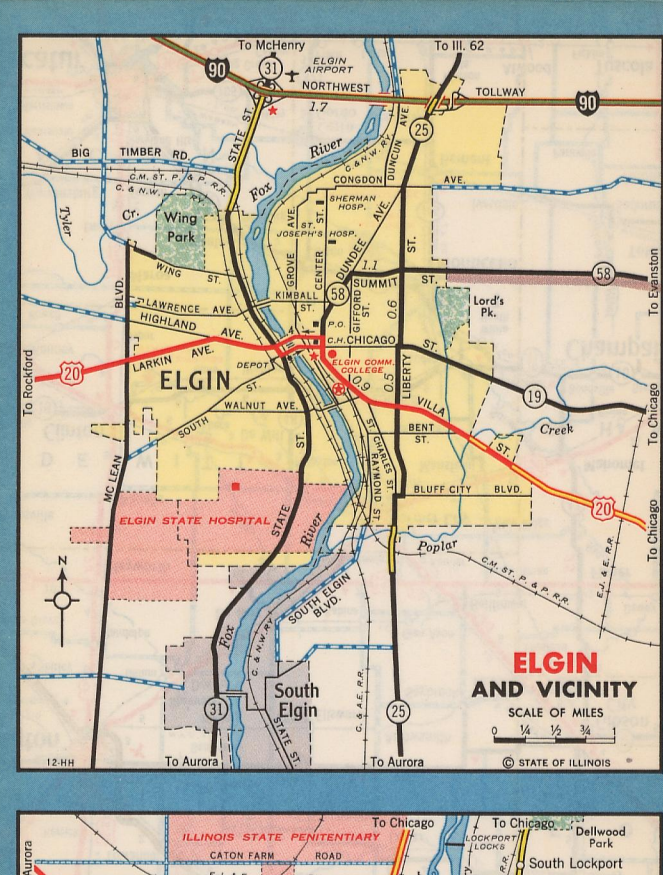 To McHenry
To Ill. 62
90
31
ELGIN
AIRPORT
NORTHWEST
TOLLWAY
90
1.7
STATE ST.
25
BIG TIMBER RD.
C.M. ST. P. & P. R.R.
C. & N.W. RY.
River
Fox
C. & N.W. RY.
DUNCUN AVE.
CONGDON AVE.
Tyler
Cr.
Wing
Park
SHERMAN
HOSP.
ST.
JOSEPH'S HOSP.
GROVE AVE.
CENTER ST.
DUNDEE AVE.
ST.
WING ST.
1.1
SUMMIT ST.
58
58
To Evanston
KIMBALL
ST.
GIFFORD
ST.
0.6
Lord's
Pk.
BLVD.
LAWRENCE AVE.
HIGHLAND AVE.
P.O.
C.H.
CHICAGO ST.
LARKIN AVE.
20
To Rockford
DEPOT
ELGIN COMM.
COLLEGE
0.9
0.5
LIBERTY
ELGIN
19
To Chicago
WALNUT AVE.
SOUTH ST.
VILLA ST.
BENT
ST.
Creek
ST. CHARLES ST.
RAYMOND ST.
ST.
MC LEAN
BLUFF CITY BLVD.
20
To Chicago
ELGIN STATE HOSPITAL
STATE
River
Poplar
C.M. ST. P. & P. R.R.
E.J. & E. R.R.
N
SOUTH ELGIN
BLVD.
Fox
C. & N.W. RY.
South
Elgin
31
STATE ST.
C. & A.E. R.R.
25
ELGIN
AND VICINITY
SCALE OF MILES
0 ¼ ½ ¾ 1
12-HH
To Aurora
To Aurora
© STATE OF ILLINOIS
To Chicago
To Chicago
ILLINOIS STATE PENITENTIARY
LOCKPORT
LOCKS
Dellwood
Park
CATON FARM ROAD
R.R.
South Lockport
Aurora